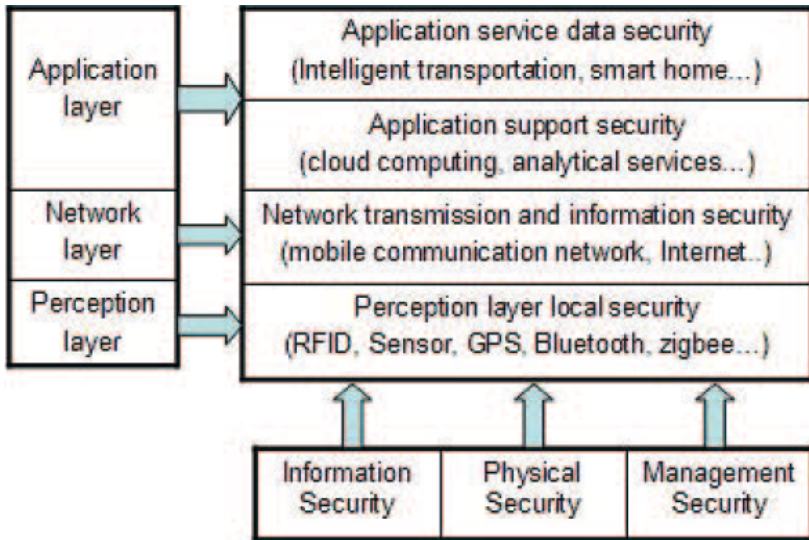 Application
layer
Network
layer
Perception
layer
Application service data security
(Intelligent transportation, smart home...)
Application support security
(cloud computing, analytical services...)
Network transmission and information security
(mobile communication network, Internet..)
Perception layer local security
(RFID, Sensor, GPS, Bluetooth, zigbee...)
Information
Security
Physical
Security
Management
Security